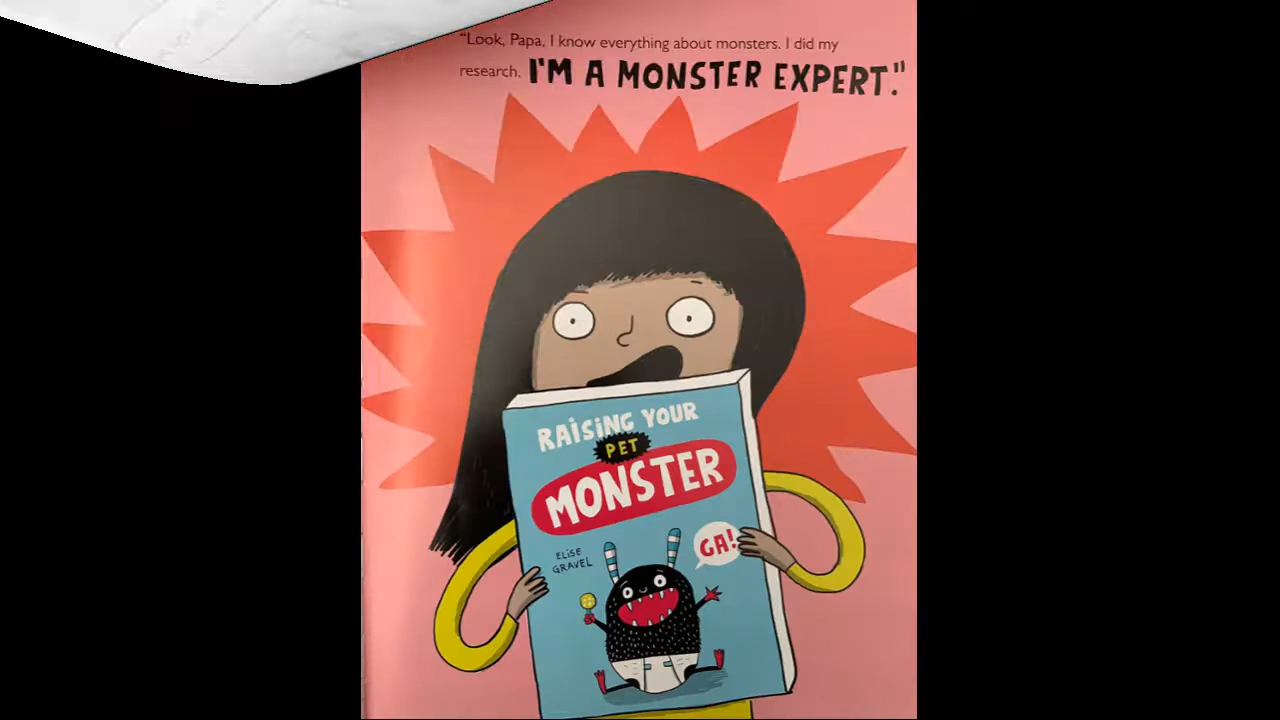 "Look, Papa, I know everything about monsters. I did my
research. I'M A MONSTER EXPERT."
RAISING YOUR
PET
MONSTER
ELISE
GRAVEL
GA!